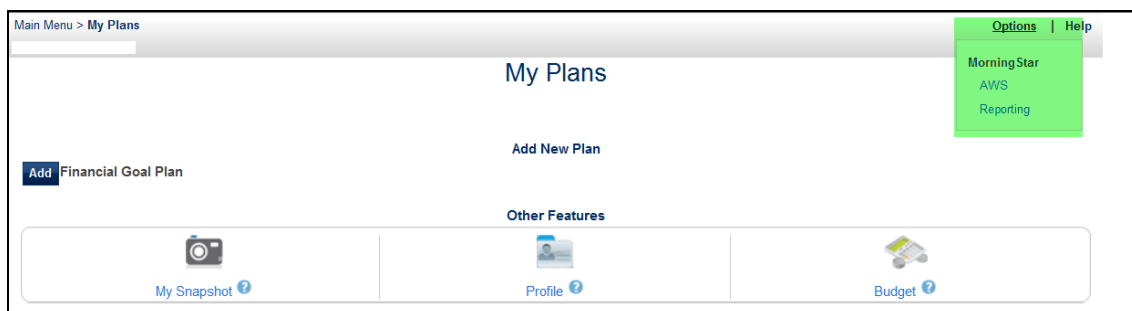 Main Menu > My Plans
Options | Help
MorningStar
AWS
Reporting
My Plans
Add New Plan
Add Financial Goal Plan
Other Features
My Snapshot ?
Profile ?
Budget ?